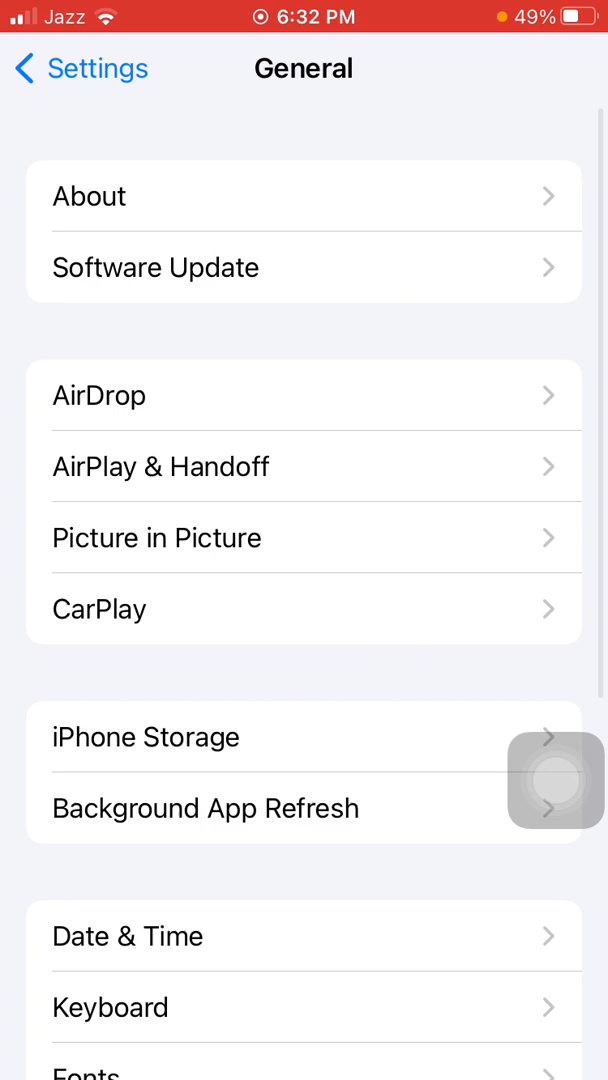 Jazz 6:32 PM 49%
Settings General
About
Software Update
AirDrop
AirPlay & Handoff
Picture in Picture
CarPlay
iPhone Storage
Background App Refresh
Date & Time
Keyboard
Fonts